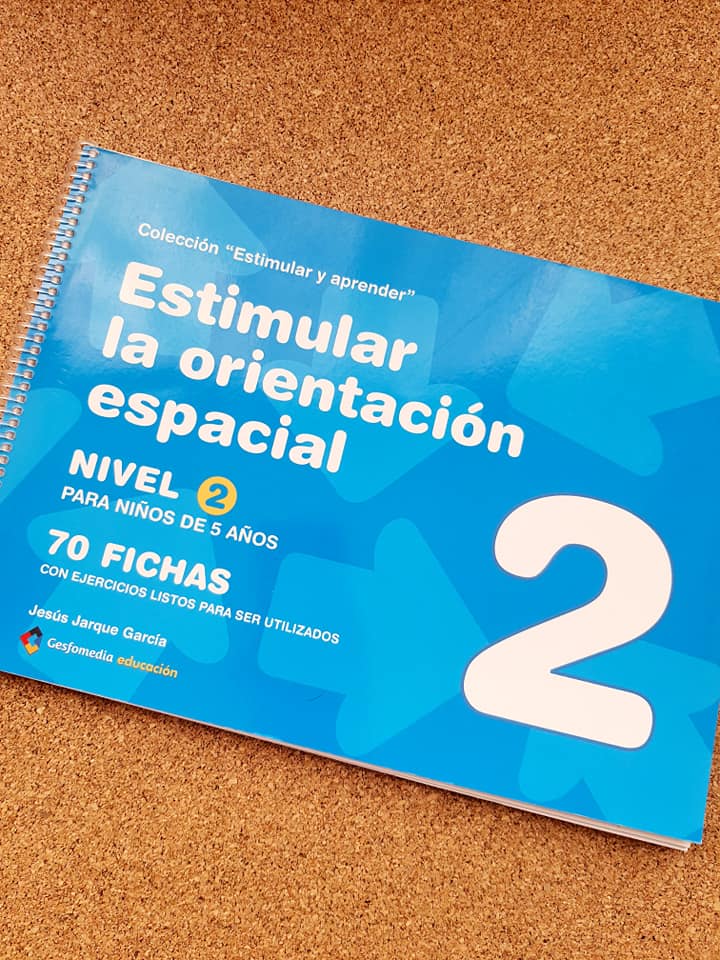 Colección "Estimular y aprender"
Estimular
la orientación
espacial
NIVEL 2
PARA NIÑOS DE 5 AÑOS
70 FICHAS
CON EJERCICIOS LISTOS PARA SER UTILIZADOS
Jesús Jarque García
Gesfomedia educación
2